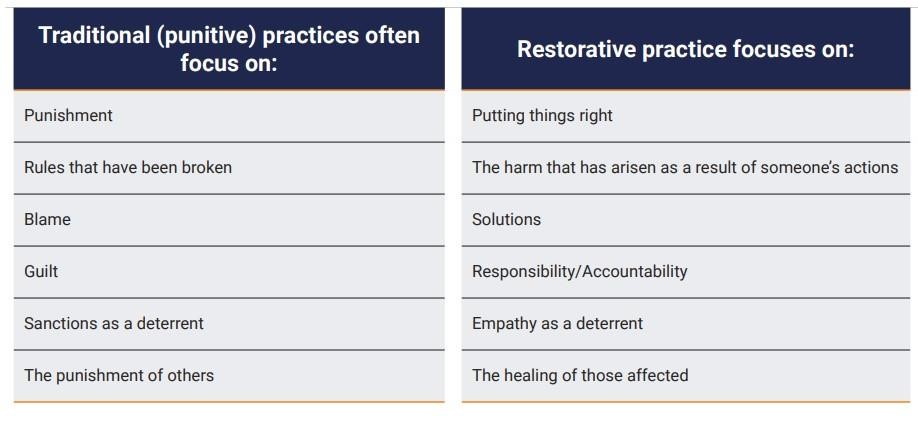 Traditional (punitive) practices often
focus on:
Restorative practice focuses on:
Punishment
Putting things right
Rules that have been broken
The harm that has arisen as a result of someone’s actions
Blame
Solutions
Guilt
Responsibility/Accountability
Sanctions as a deterrent
Empathy as a deterrent
The punishment of others
The healing of those affected